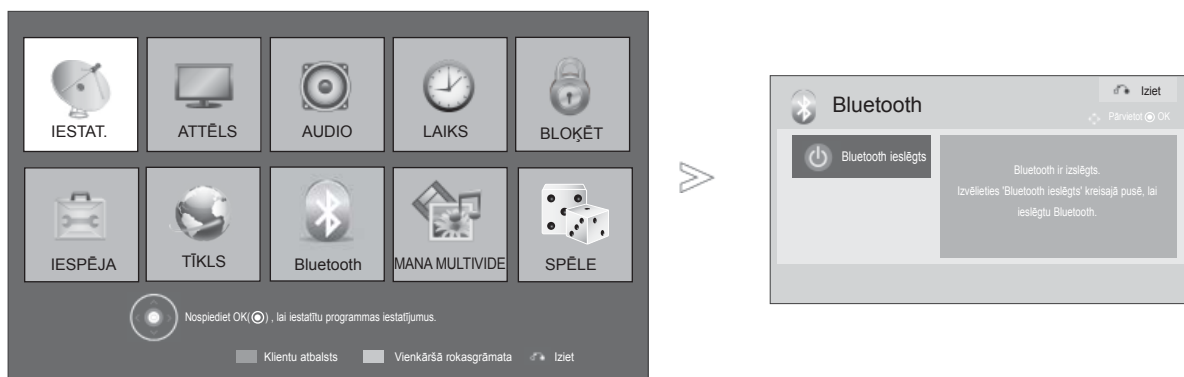 IESTAT. ATTĒLS AUDIO LAIKS BLOĶĒT
IESPĒJA TĪKLS Bluetooth MANA MULTIVIDE SPĒLE
Nospiediet OK( ) , lai iestatītu programmas iestatījumus.
Klientu atbalsts Vienkāršā rokasgrāmata Iziet
Bluetooth
Iziet
Pārvietot OK
Bluetooth ieslēgts
Bluetooth ir izslēgts.
Izvēlieties 'Bluetooth ieslēgts' kreisajā pusē, lai
ieslēgtu Bluetooth.